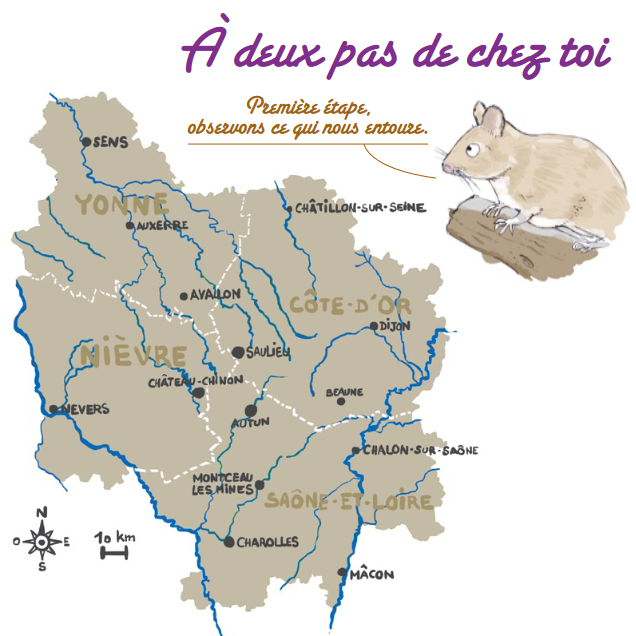 À deux pas de chez toi
Première étape,
observons ce qui nous entoure.
SENS
YONNE
CHÂTILLON-SUR-SEINE
AUXERRE
AVALLON
CÔTE-D'OR
DIJON
NIÈVRE
SAULIEU
CHÂTEAU-CHINON
BEAUNE
NEVERS
AUTUN
CHALON-SUR-SAÔNE
MONTCEAU
LES MINES
SAÔNE-ET-LOIRE
N
O
E
S
10 km
CHAROLLES
MÂCON